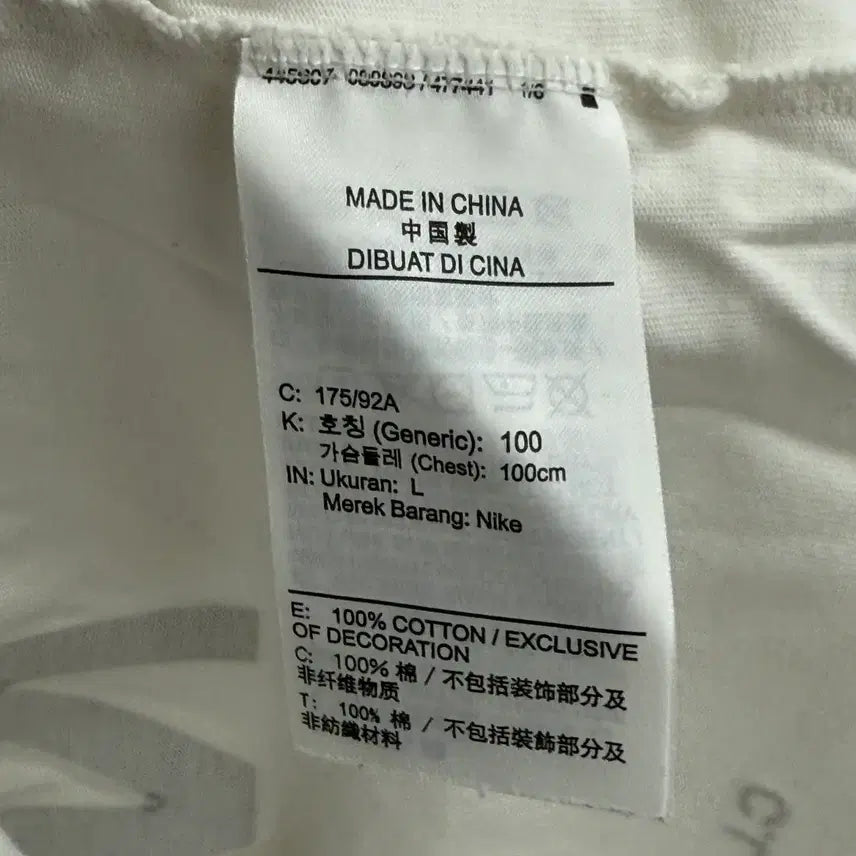 MADE IN CHINA
中国製
DIBUAT DI CINA
C: 175/92A
K: 호칭 (Generic): 100
가슴둘레 (Chest): 100cm
IN: Ukuran: L
Merek Barang: Nike
E: 100% COTTON / EXCLUSIVE
OF DECORATION
C: 100% 棉 / 不包括装饰部分及
非纤维物质
T: 100% 棉 / 不包括裝飾部分及
非紡織材料
CT